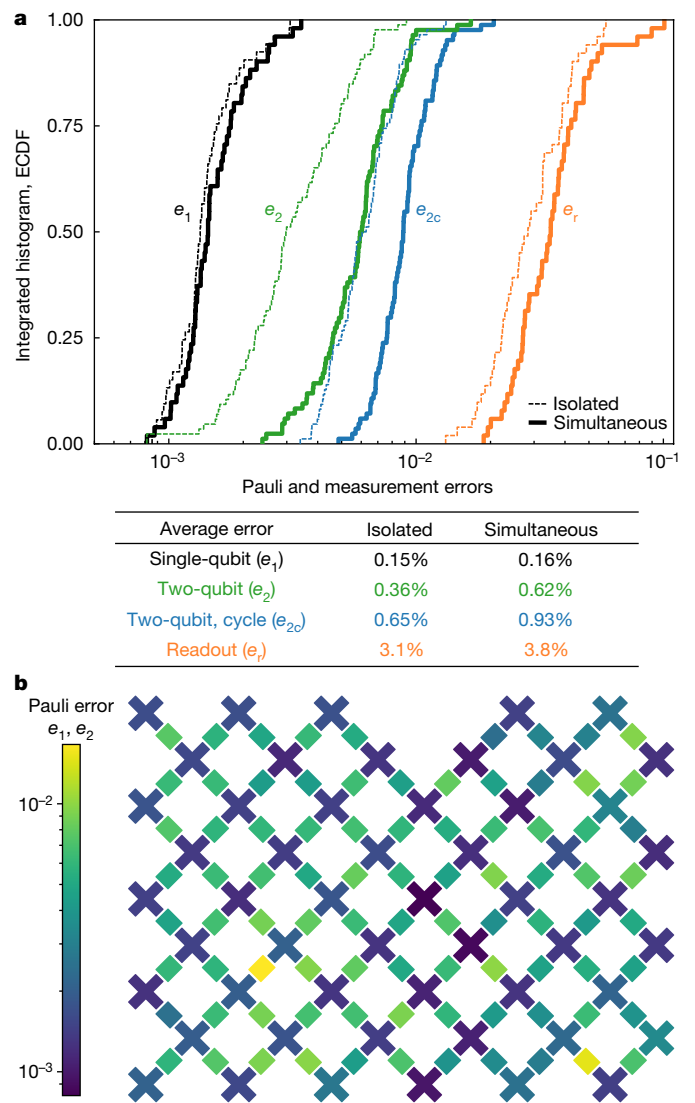 a
1.00
0.75
0.50
0.25
0.00
Integrated histogram, ECDF
e1
e2
e2c
er
Isolated
Simultaneous
10−3
10−2
10−1
Pauli and measurement errors
Average error Isolated Simultaneous
Single-qubit (e1) 0.15% 0.16%
Two-qubit (e2) 0.36% 0.62%
Two-qubit, cycle (e2c) 0.65% 0.93%
Readout (er) 3.1% 3.8%
b
Pauli error
e1, e2
10−2
10−3